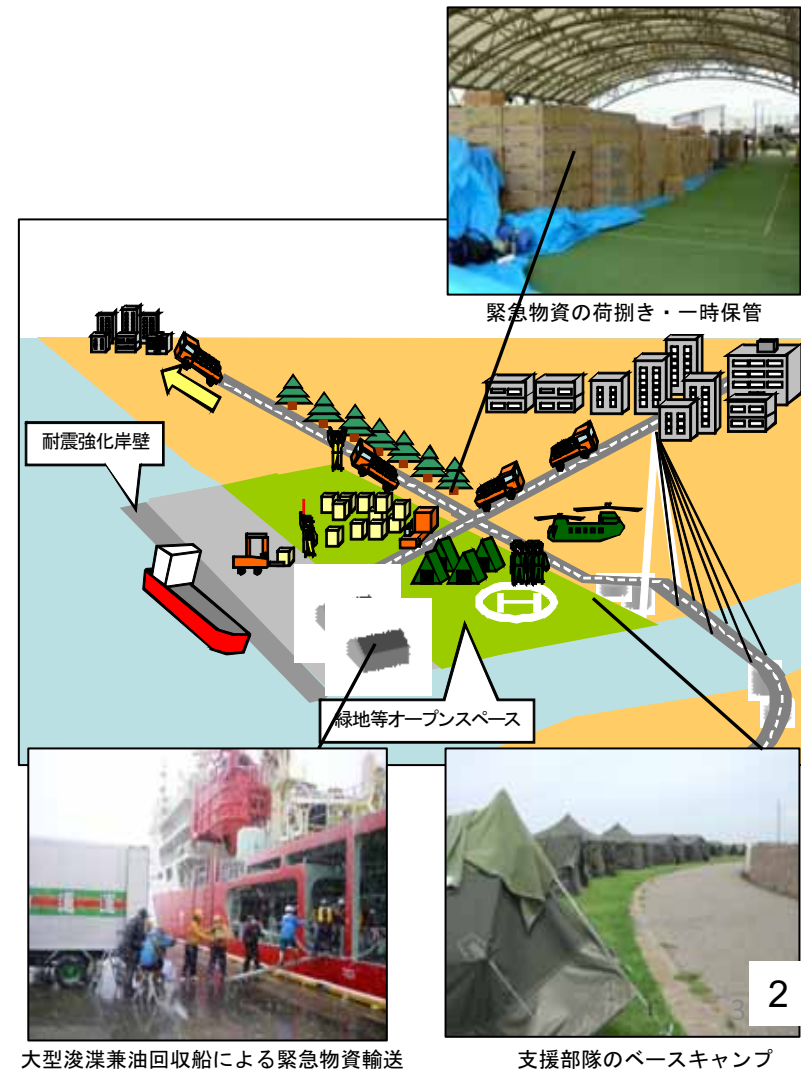 緊急物資の荷捌き・一時保管
耐震強化岸壁
緑地等オープンスペース
3
2
大型浚渫兼油回収船による緊急物資輸送
支援部隊のベースキャンプ